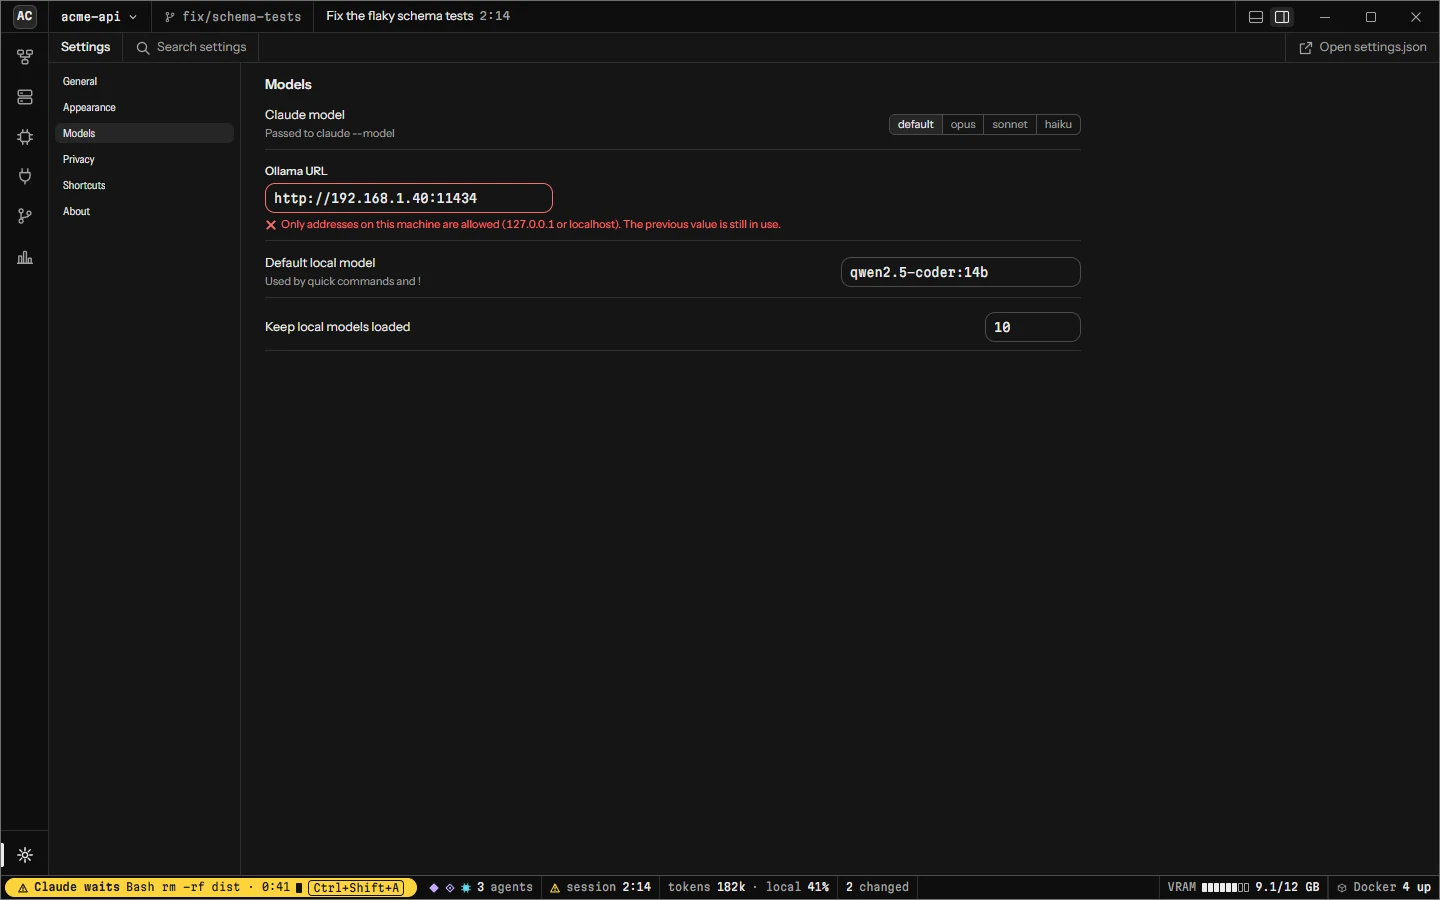 AC acme-api fix/schema-tests Fix the flaky schema tests 2:14
Settings Search settings Open settings.json
General
Appearance
Models
Privacy
Shortcuts
About
Models
Claude model
Passed to claude --model
default opus sonnet haiku
Ollama URL
http://192.168.1.40:11434
Only addresses on this machine are allowed (127.0.0.1 or localhost). The previous value is still in use.
Default local model
Used by quick commands and !
qwen2.5-coder:14b
Keep local models loaded
10
Claude waits Bash rm -rf dist · 0:41 Ctrl+Shift+A 3 agents session 2:14 tokens 182k · local 41% 2 changed VRAM 9.1/12 GB Docker 4 up